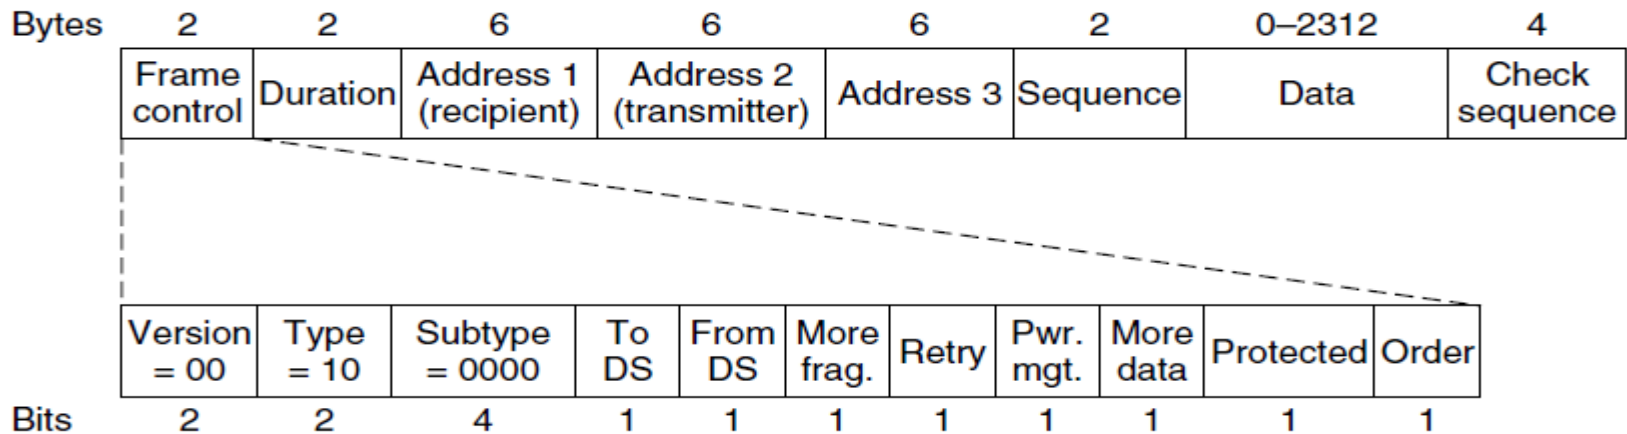 Bytes 2 2 6 6 6 2 0–2312 4
Frame control Duration Address 1 (recipient) Address 2 (transmitter) Address 3 Sequence Data Check sequence
Version = 00 Type = 10 Subtype = 0000 To DS From DS More frag. Retry Pwr. mgt. More data Protected Order
Bits 2 2 4 1 1 1 1 1 1 1 1